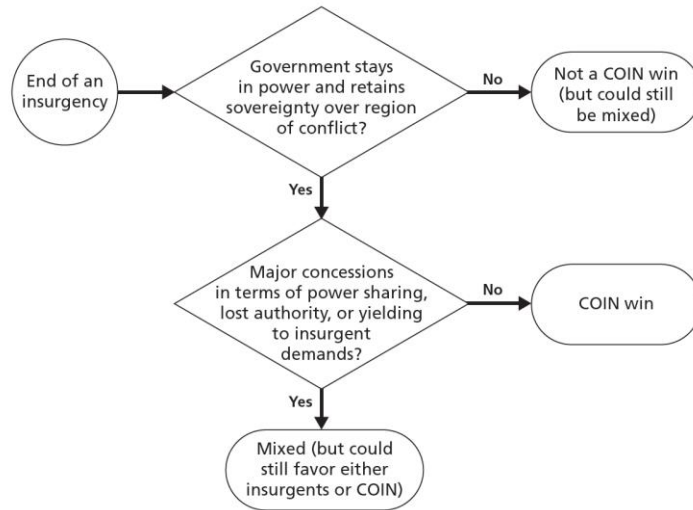 End of an
insurgency
Government stays
in power and retains
sovereignty over region
of conflict?
No
Not a COIN win
(but could still
be mixed)
Yes
Major concessions
in terms of power sharing,
lost authority, or yielding
to insurgent
demands?
No
COIN win
Yes
Mixed (but could
still favor either
insurgents or COIN)